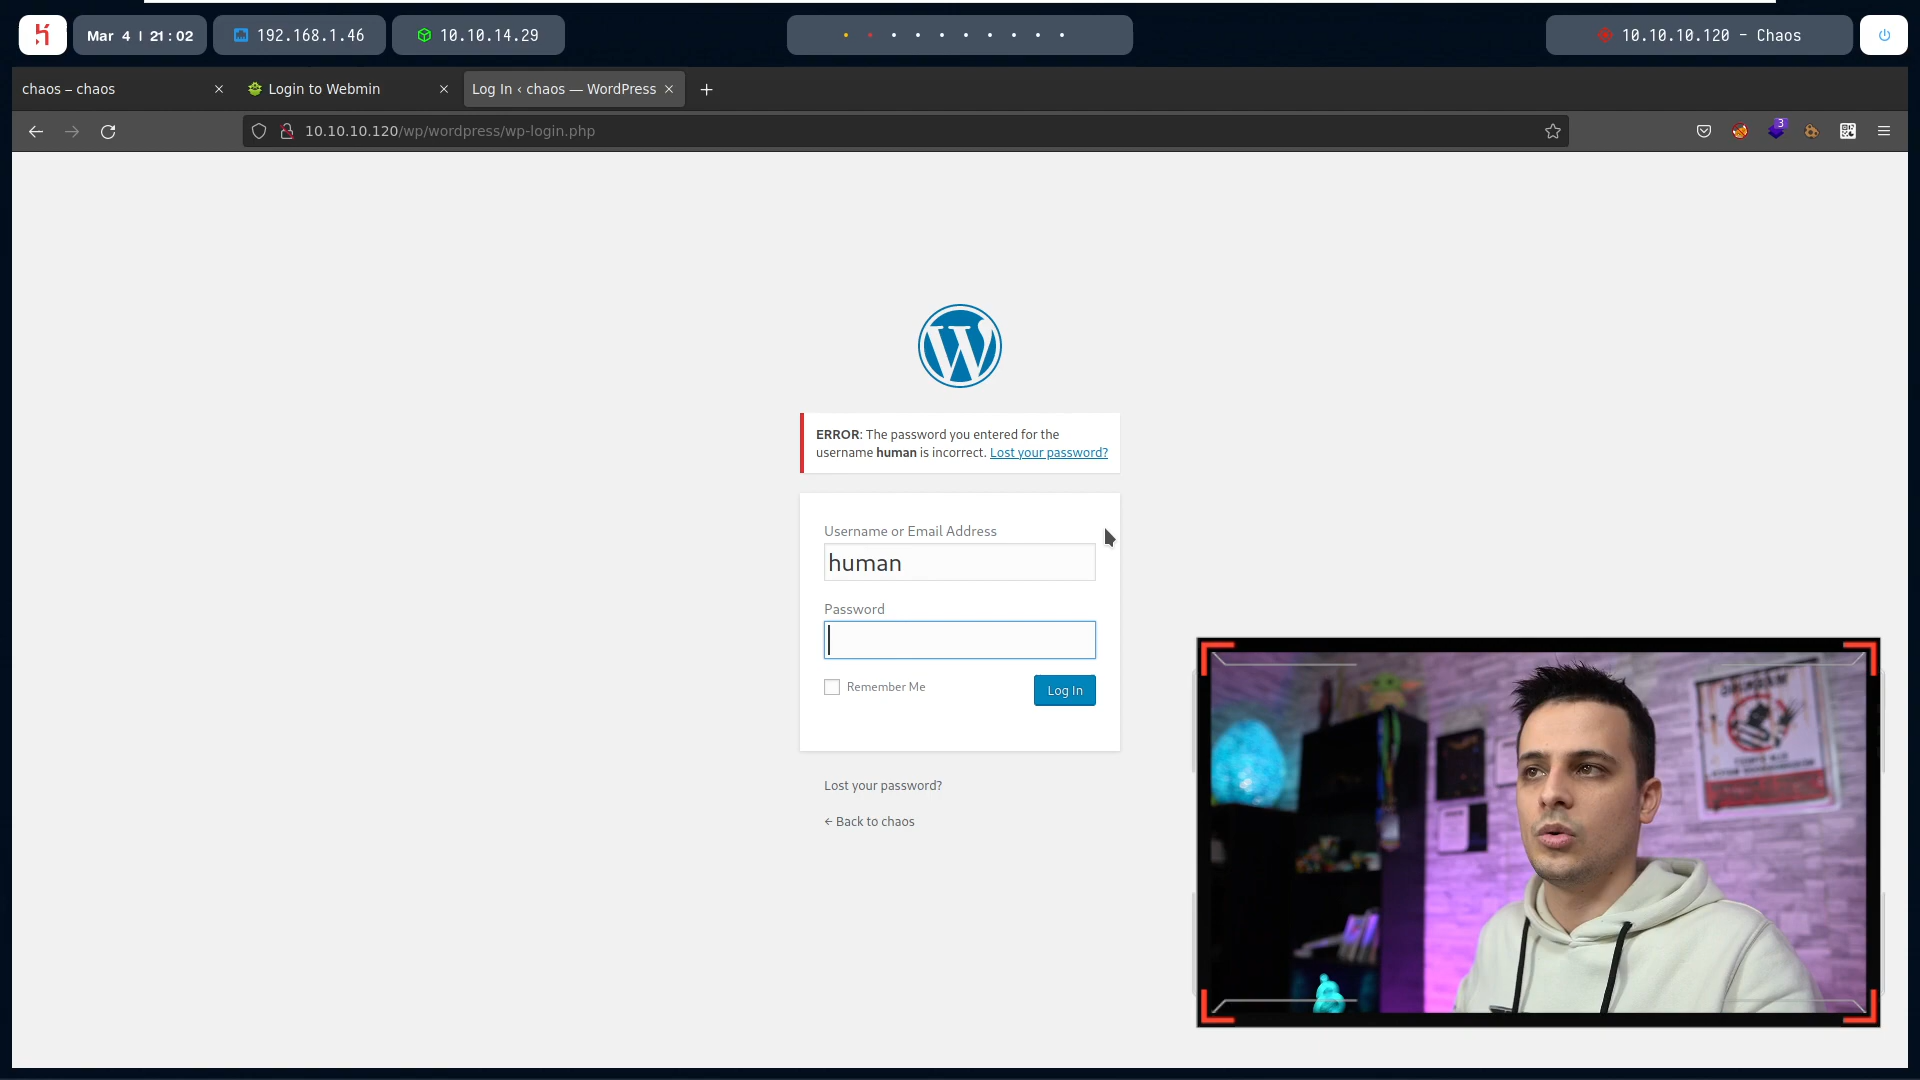 Mar 4 | 21:02
192.168.1.46
10.10.14.29
10.10.10.120 - Chaos
chaos – chaos
Login to Webmin
Log In ‹ chaos — WordPress
10.10.10.120/wp/wordpress/wp-login.php
3
ERROR: The password you entered for the
username human is incorrect. Lost your password?
Username or Email Address
human
Password
Remember Me
Log In
Lost your password?
← Back to chaos